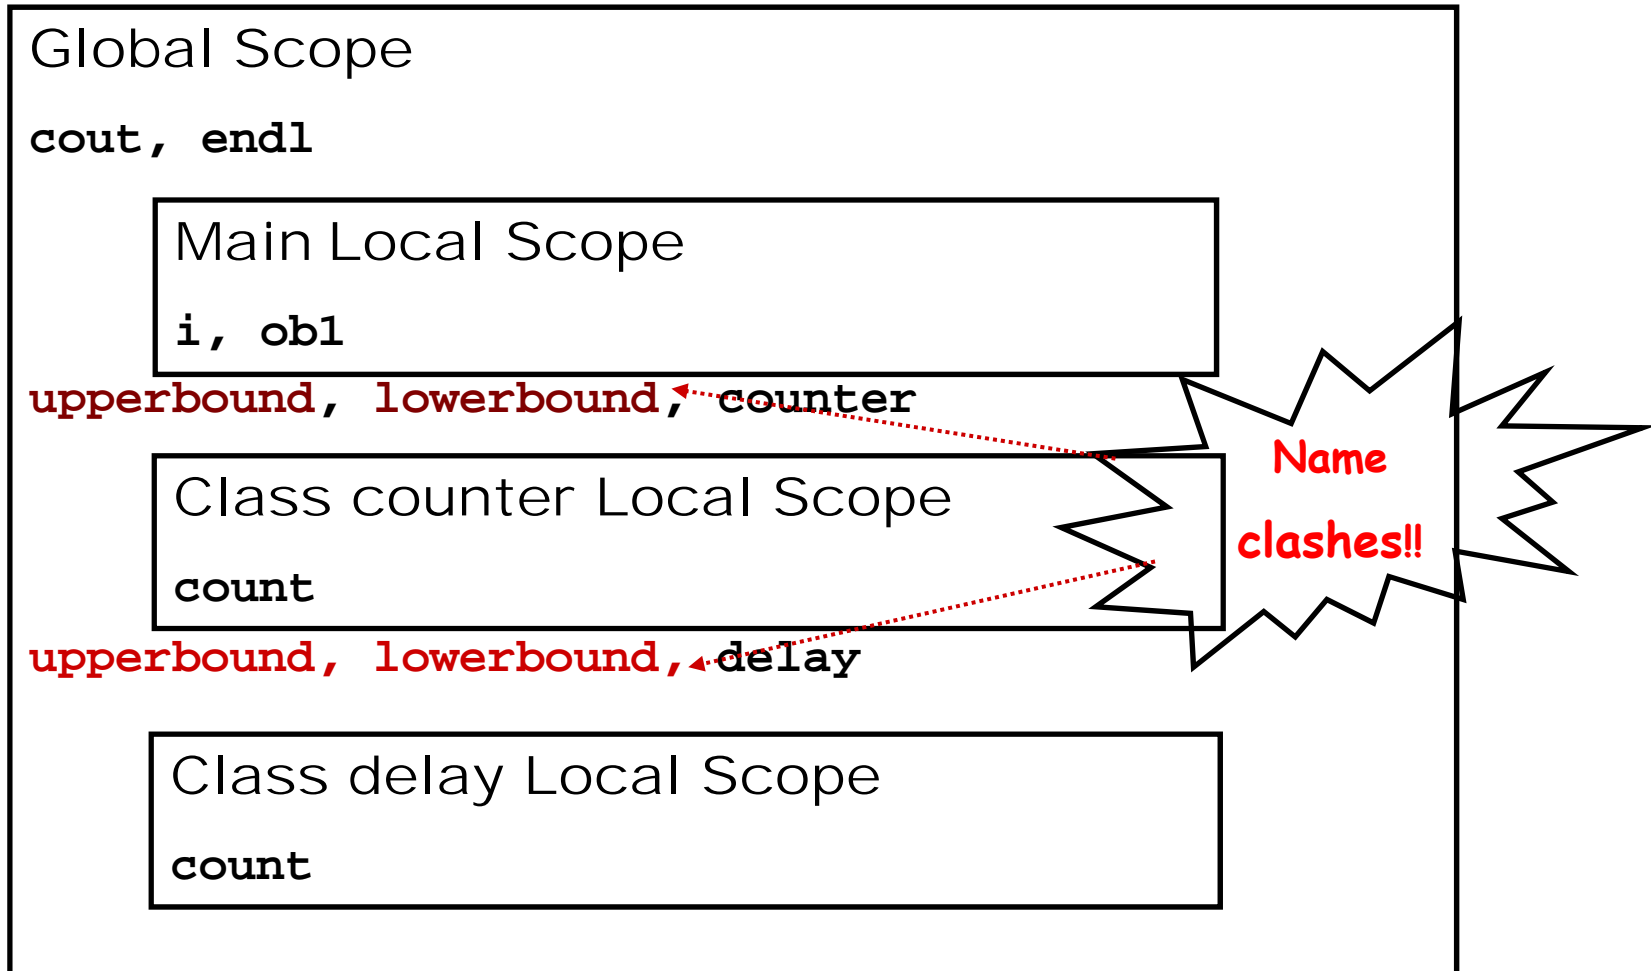 Global Scope
cout, endl
Main Local Scope
i, ob1
upperbound, lowerbound, counter
Name
clashes!!
Class counter Local Scope
count
upperbound, lowerbound, delay
Class delay Local Scope
count